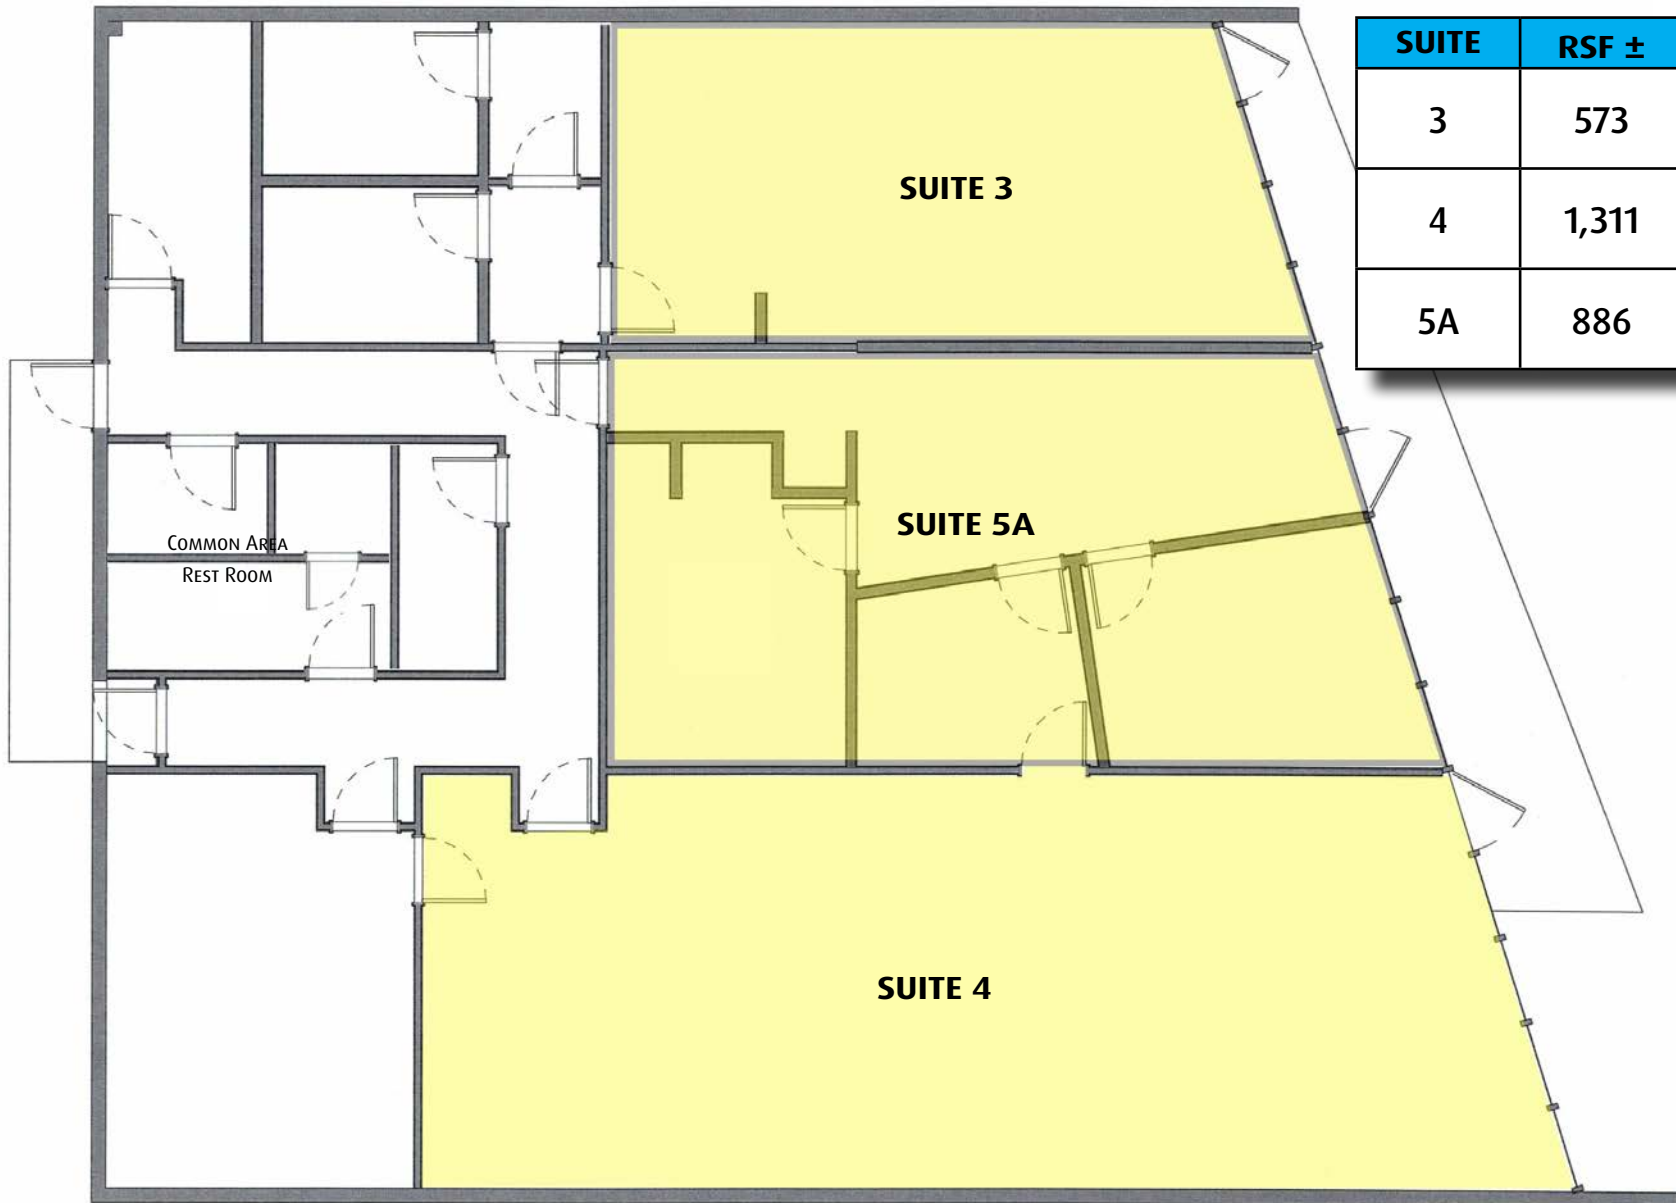 SUITE RSF ±
3 573
4 1,311
5A 886
SUITE 3
SUITE 5A
COMMON AREA
REST ROOM
SUITE 4